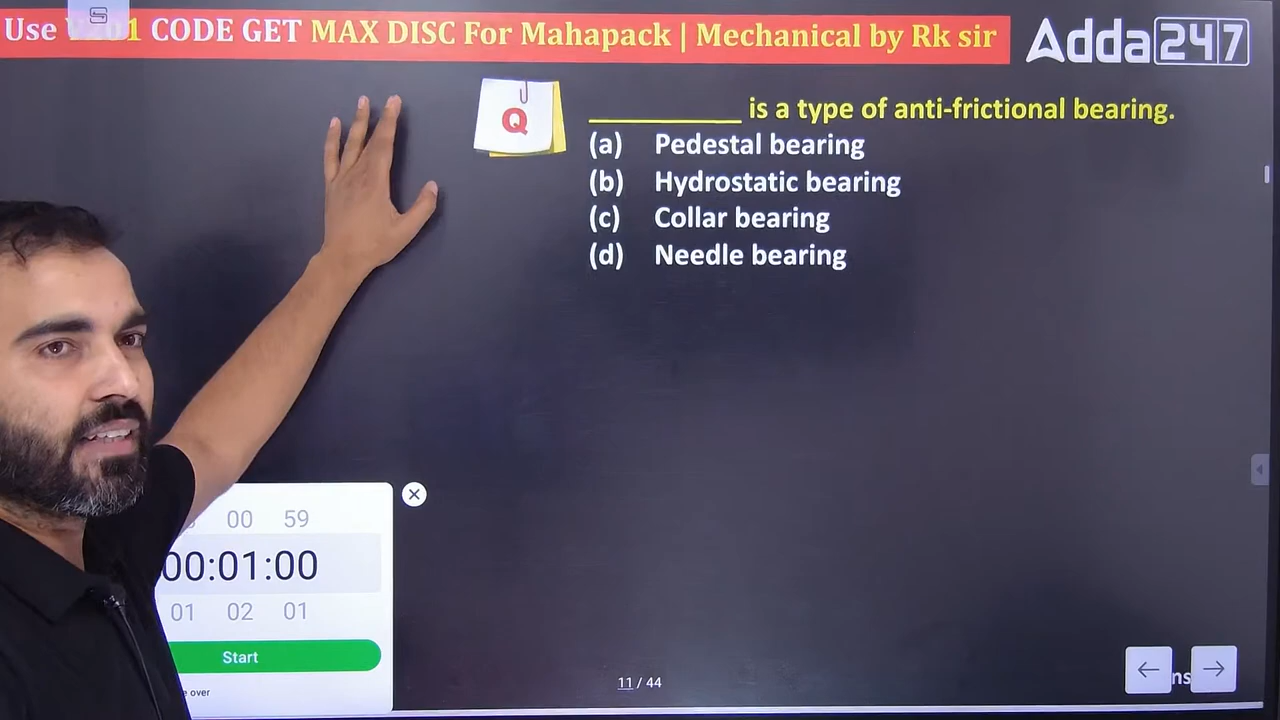 Use 1 CODE GET MAX DISC For Mahapack | Mechanical by Rk sir
Adda247
Q
__________ is a type of anti-frictional bearing.
(a) Pedestal bearing
(b) Hydrostatic bearing
(c) Collar bearing
(d) Needle bearing
00 59
00:01:00
01 02 01
Start
over
11 / 44